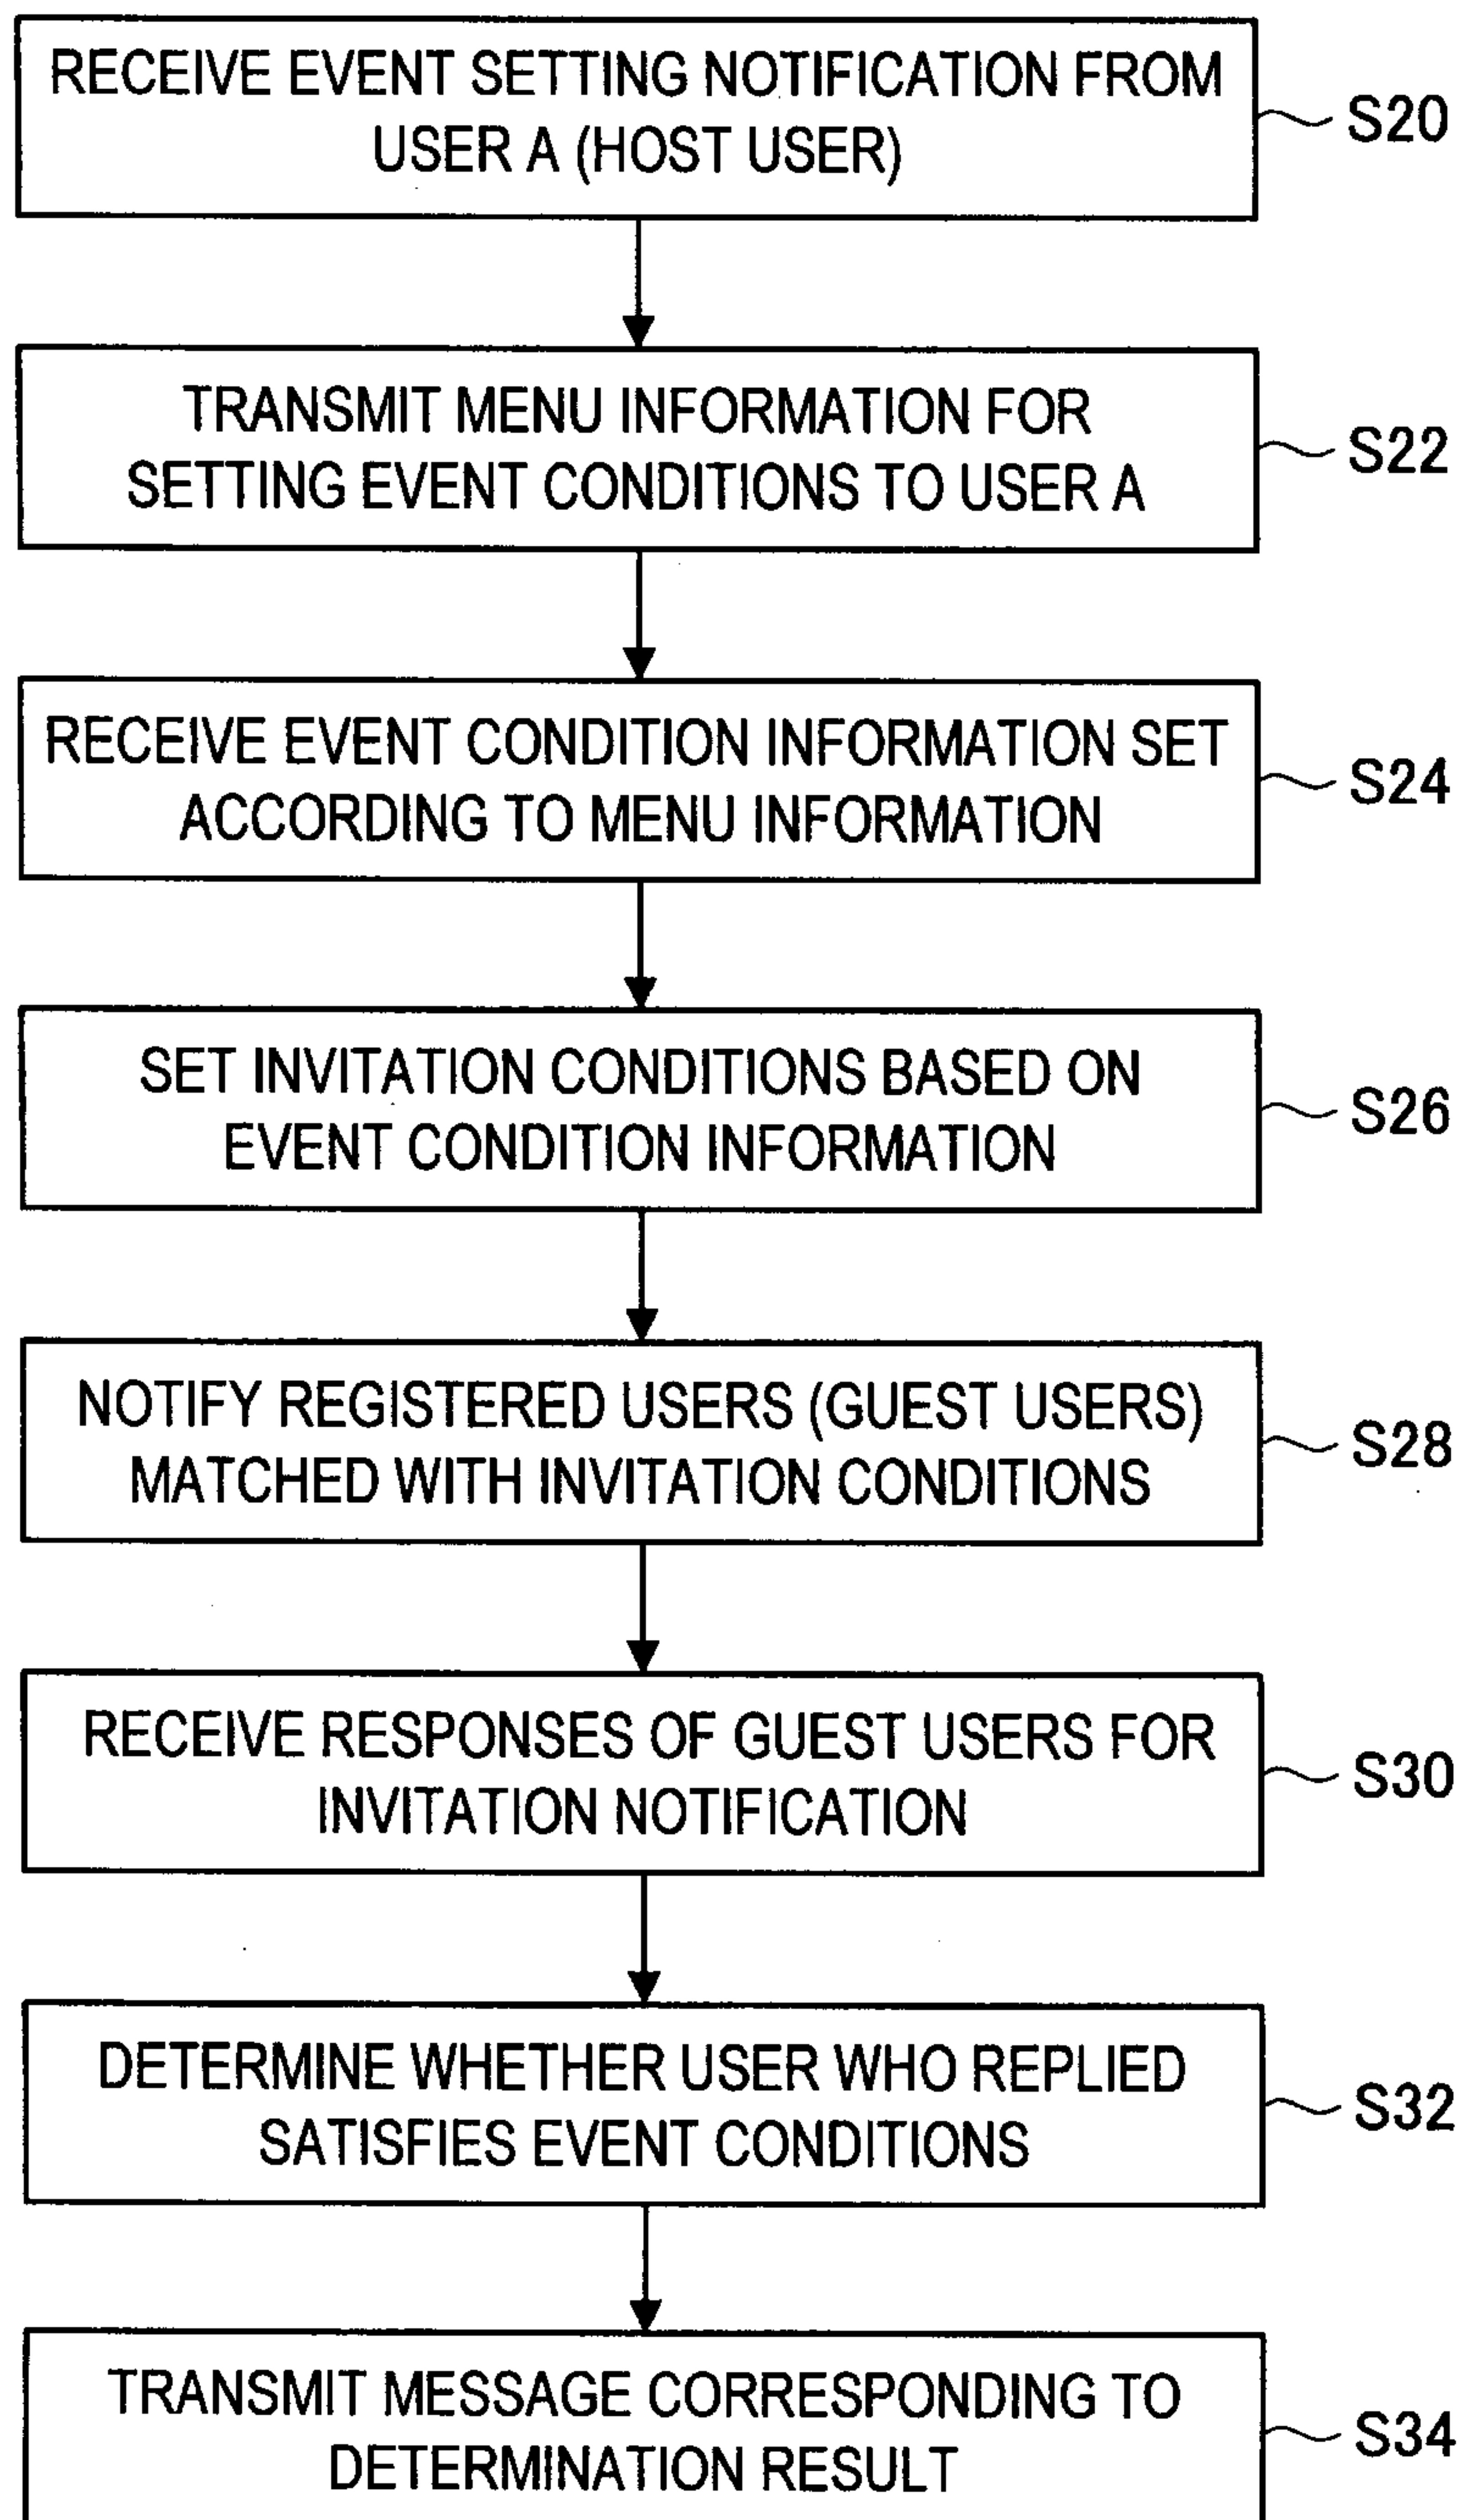 RECEIVE EVENT SETTING NOTIFICATION FROM
USER A (HOST USER)
S20
TRANSMIT MENU INFORMATION FOR
SETTING EVENT CONDITIONS TO USER A
S22
RECEIVE EVENT CONDITION INFORMATION SET
ACCORDING TO MENU INFORMATION
S24
SET INVITATION CONDITIONS BASED ON
EVENT CONDITION INFORMATION
S26
NOTIFY REGISTERED USERS (GUEST USERS)
MATCHED WITH INVITATION CONDITIONS
S28
RECEIVE RESPONSES OF GUEST USERS FOR
INVITATION NOTIFICATION
S30
DETERMINE WHETHER USER WHO REPLIED
SATISFIES EVENT CONDITIONS
S32
TRANSMIT MESSAGE CORRESPONDING TO
DETERMINATION RESULT
S34